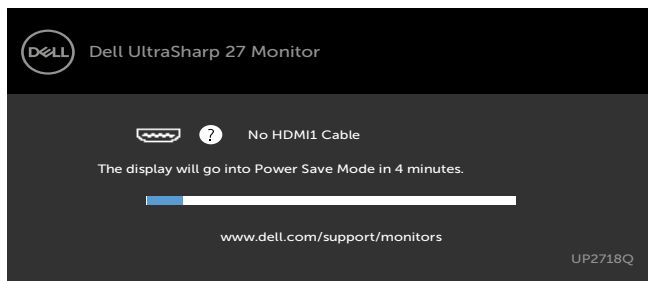 DELL Dell UltraSharp 27 Monitor
? No HDMI1 Cable
The display will go into Power Save Mode in 4 minutes.
www.dell.com/support/monitors
UP2718Q